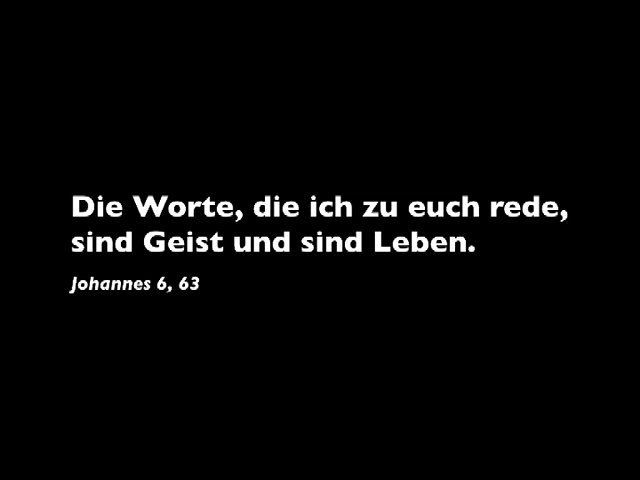 Die Worte, die ich zu euch rede,
sind Geist und sind Leben.
Johannes 6, 63